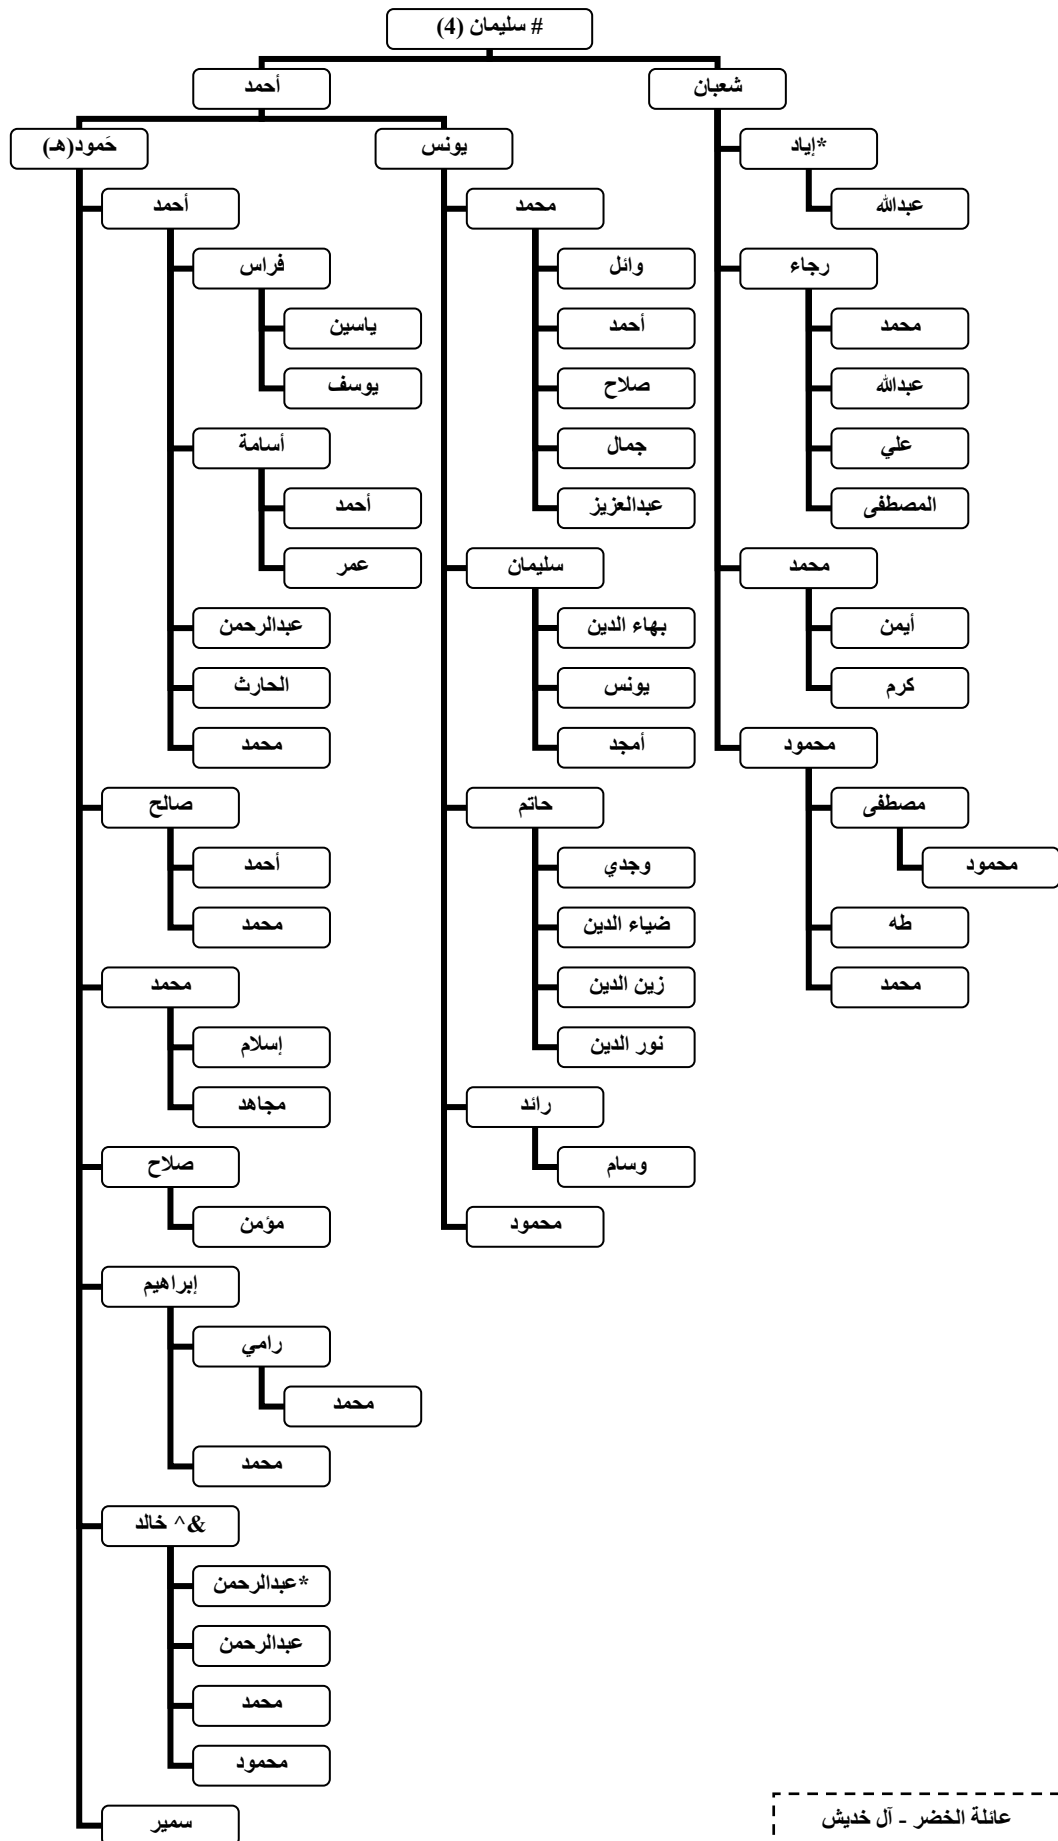 # سليمان (4)
شعبان
أحمد
*إياد
عبدالله
رجاء
محمد
عبدالله
علي
المصطفى
محمد
أيمن
كرم
محمود
مصطفى
محمود
طه
محمد
يونس
محمد
وائل
أحمد
صلاح
جمال
عبدالعزيز
سليمان
بهاء الدين
يونس
أمجد
حاتم
وجدي
ضياء الدين
زين الدين
نور الدين
رائد
وسام
محمود
حَمود(هـ)
أحمد
فراس
ياسين
يوسف
أسامة
أحمد
عمر
عبدالرحمن
الحارث
محمد
صالح
أحمد
محمد
محمد
إسلام
مجاهد
صلاح
مؤمن
إبراهيم
رامي
محمد
محمد
&^ خالد
*عبدالرحمن
عبدالرحمن
محمد
محمود
سمير
عائلة الخضر - آل خديش